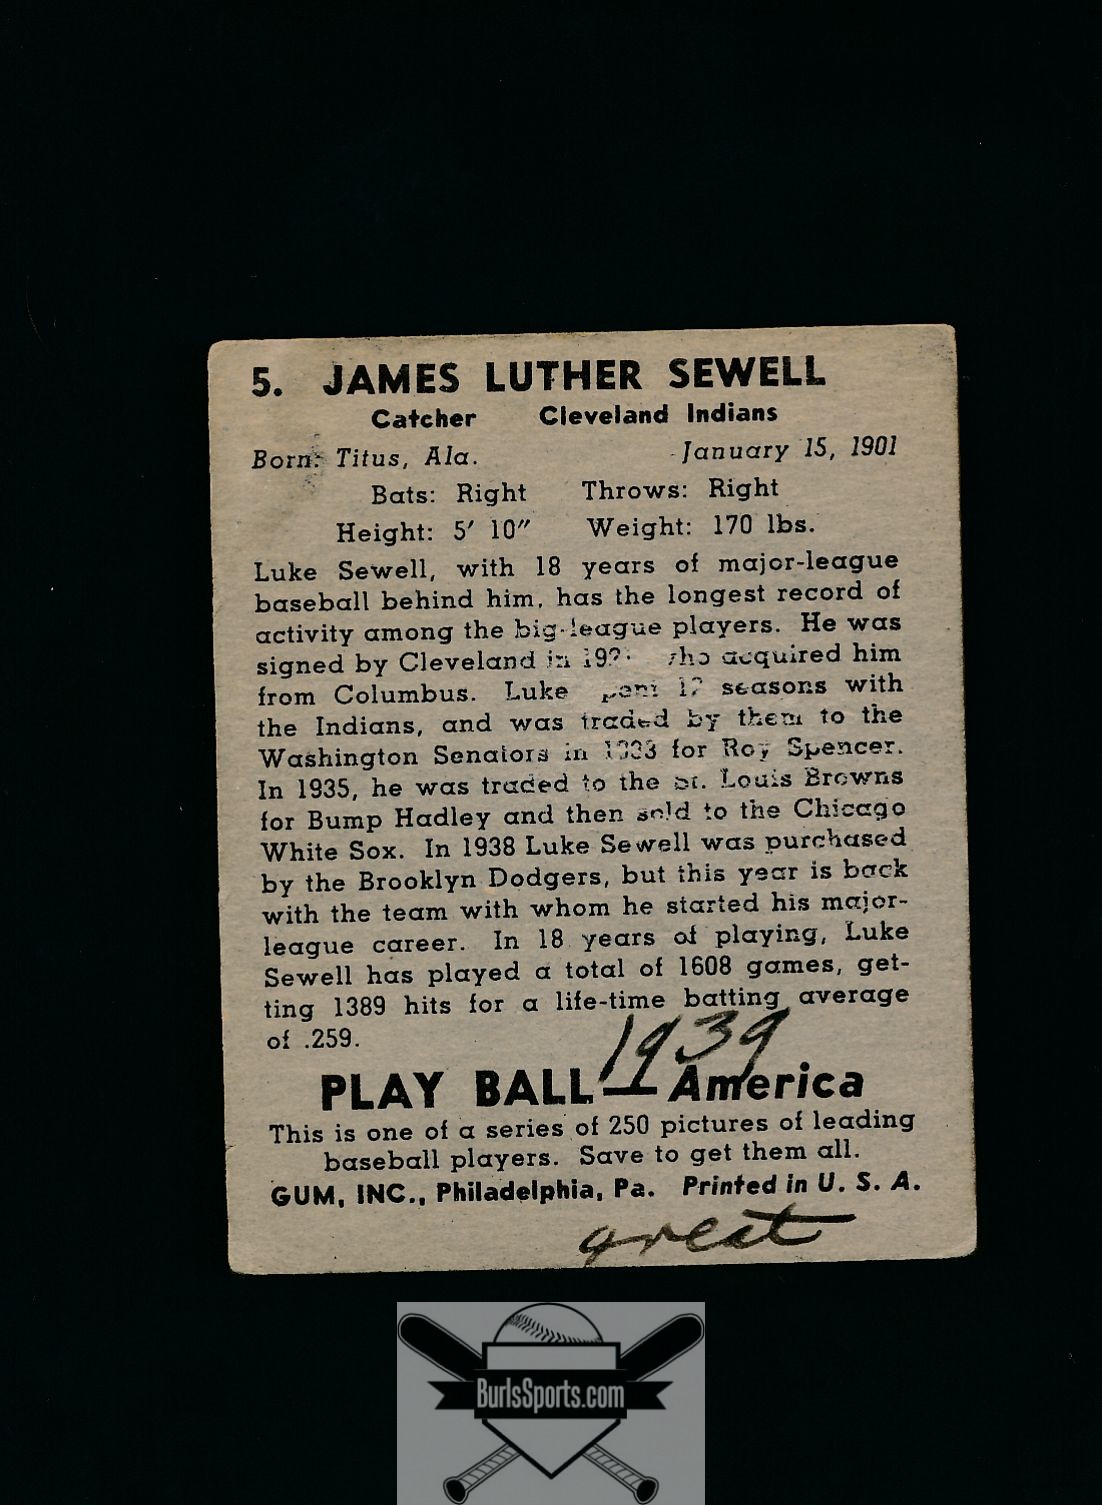 5. JAMES LUTHER SEWELL
Catcher Cleveland Indians
Born: Titus, Ala. January 15, 1901
Bats: Right Throws: Right
Height: 5' 10" Weight: 170 lbs.
Luke Sewell, with 18 years of major-league
baseball behind him, has the longest record of
activity among the big-league players. He was
signed by Cleveland in who acquired him
from Columbus. Luke seasons with
the Indians, and was traded by them to the
Washington Senators in 1933 for Roy Spencer.
In 1935, he was traded to the St. Louis Browns
for Bump Hadley and then sold to the Chicago
White Sox. In 1938 Luke Sewell was purchased
by the Brooklyn Dodgers, but this year is back
with the team with whom he started his major-
league career. In 18 years of playing, Luke
Sewell has played a total of 1608 games, get-
ting 1389 hits for a life-time batting average
of .259.
1939
PLAY BALL—America
This is one of a series of 250 pictures of leading
baseball players. Save to get them all.
GUM, INC., Philadelphia, Pa. Printed in U. S. A.
great
BurlsSports.com